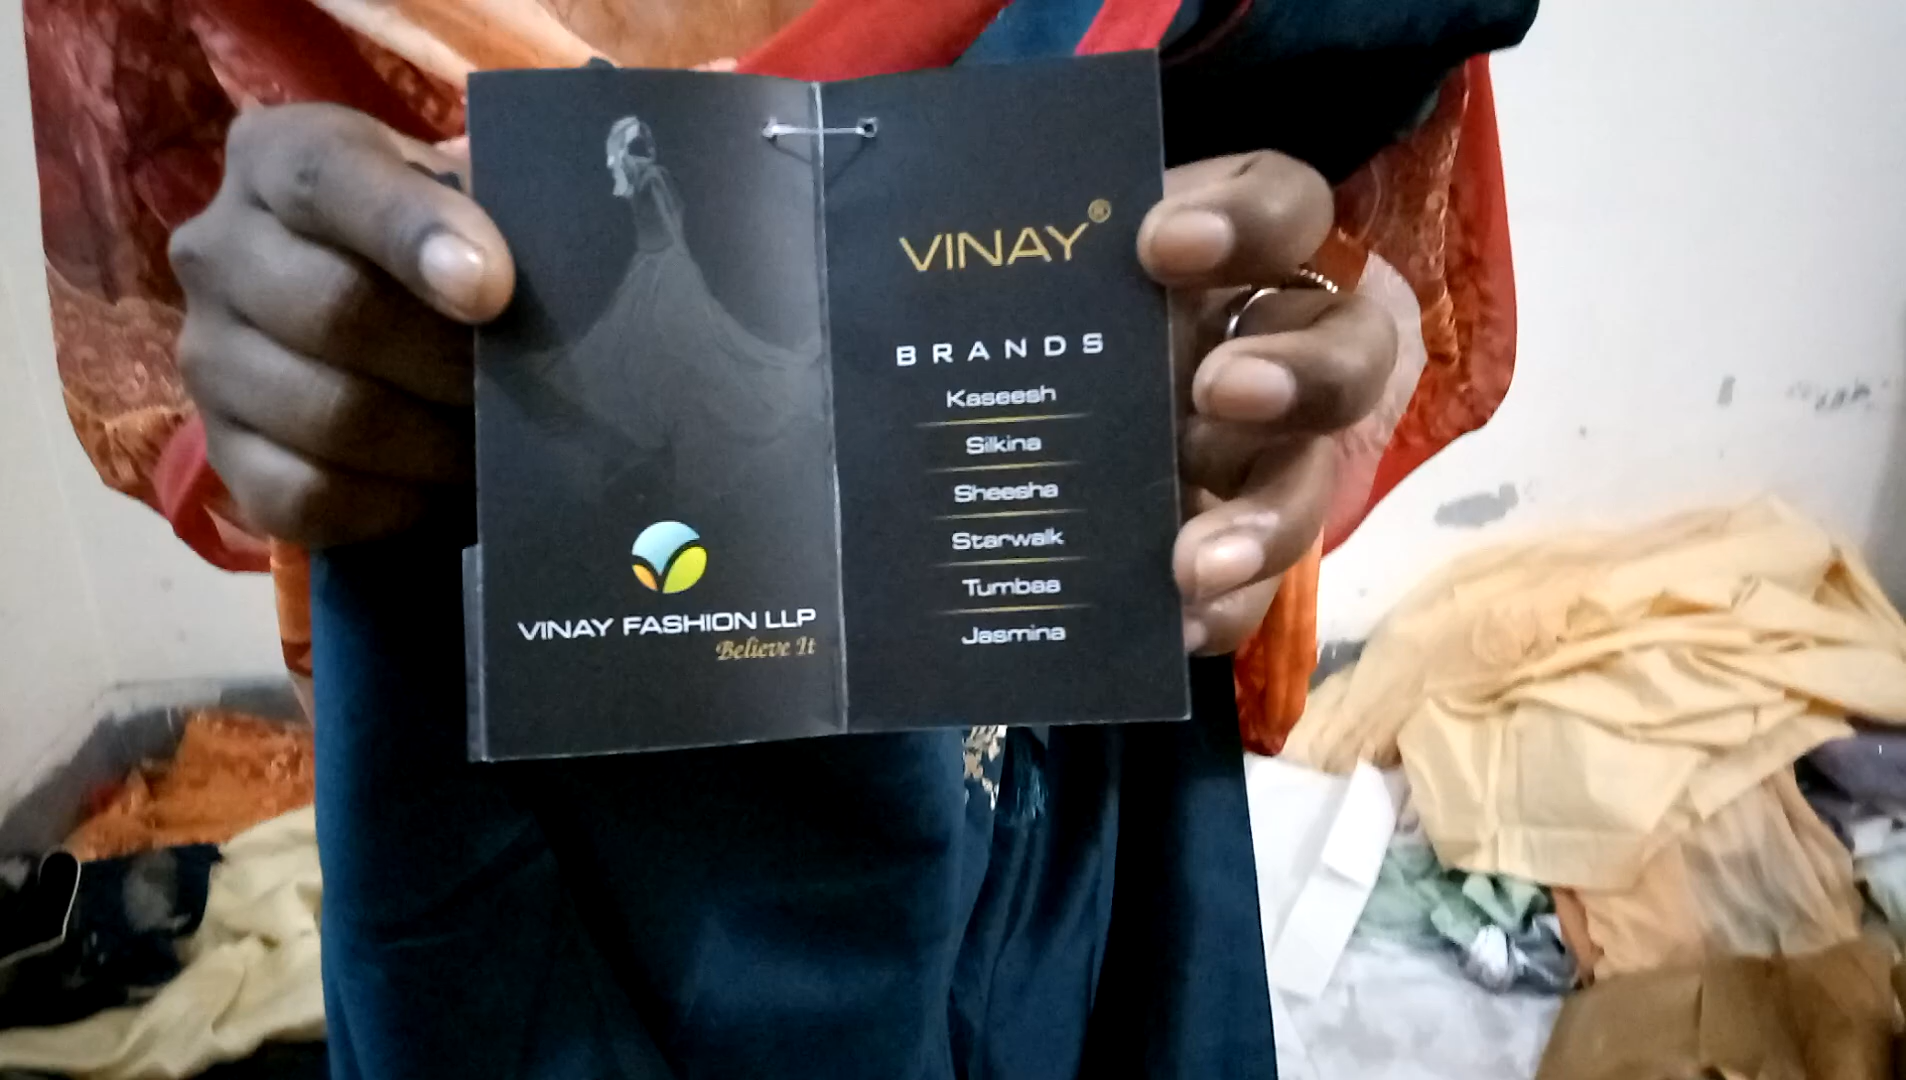 VINAY FASHION LLP
Believe It
VINAY®
BRANDS
Kaseesh
Silkina
Sheesha
Starwalk
Tumbaa
Jasmina